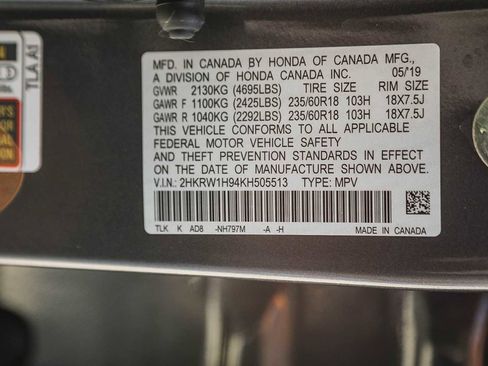 MFD. IN CANADA BY HONDA OF CANADA MFG.,
A DIVISION OF HONDA CANADA INC. 05/19
GVWR 2130KG (4695LBS) TIRE SIZE RIM SIZE
GAWR F 1100KG (2425LBS) 235/60R18 103H 18X7.5J
GAWR R 1040KG (2292LBS) 235/60R18 103H 18X7.5J
THIS VEHICLE CONFORMS TO ALL APPLICABLE
FEDERAL MOTOR VEHICLE SAFETY
AND THEFT PREVENTION STANDARDS IN EFFECT
ON THE DATE OF MANUFACTURE SHOWN ABOVE.
V.I.N.: 2HKRW1H94KH505513 TYPE: MPV
TLK K AD8 -NH797M -A -H MADE IN CANADA
TLA A1